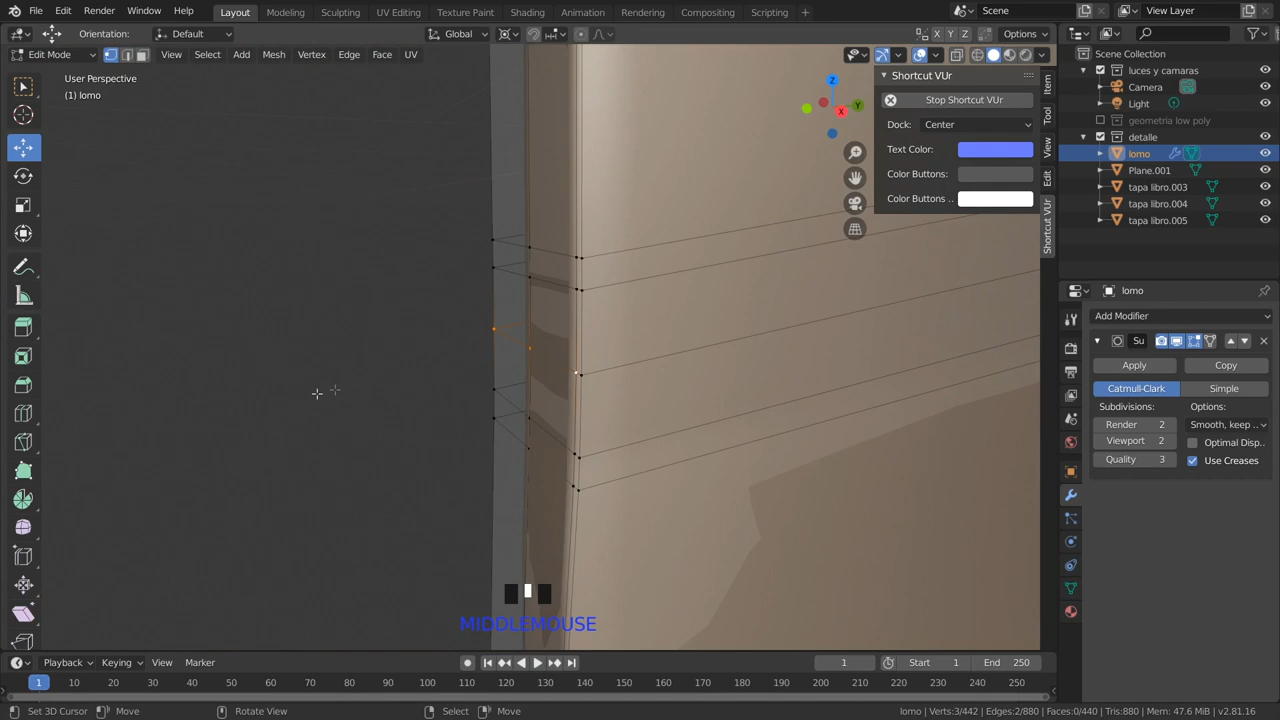 File Edit Render Window Help Layout Modeling Sculpting UV Editing Texture Paint Shading Animation Rendering Compositing Scripting + Scene View Layer
Orientation: Default Global X Y Z Options
Edit Mode View Select Add Mesh Vertex Edge Face UV
User Perspective
(1) lomo
Z
Y
X
Shortcut VUr
Stop Shortcut VUr
Dock: Center
Text Color:
Color Buttons:
Color Buttons ..
Item
Tool
View
Edit
Shortcut VUr
Scene Collection
luces y camaras
Camera
Light
geometria low poly
detalle
lomo
Plane.001
tapa libro.003
tapa libro.004
tapa libro.005
lomo
Add Modifier
Su
Apply Copy
Catmull-Clark Simple
Subdivisions: Options:
Render 2 Smooth, keep ..
Viewport 2 Optimal Disp..
Quality 3 Use Creases
MIDDLEMOUSE
Playback Keying View Marker 1 Start 1 End 250
1 10 20 30 40 50 60 70 80 90 100 110 120 130 140 150 160 170 180 190 200 210 220 230 240 250
Set 3D Cursor Move Rotate View Select Move lomo | Verts:3/442 | Edges:2/880 | Faces:0/440 | Tris:880 | Mem: 47.6 MiB | v2.81.16